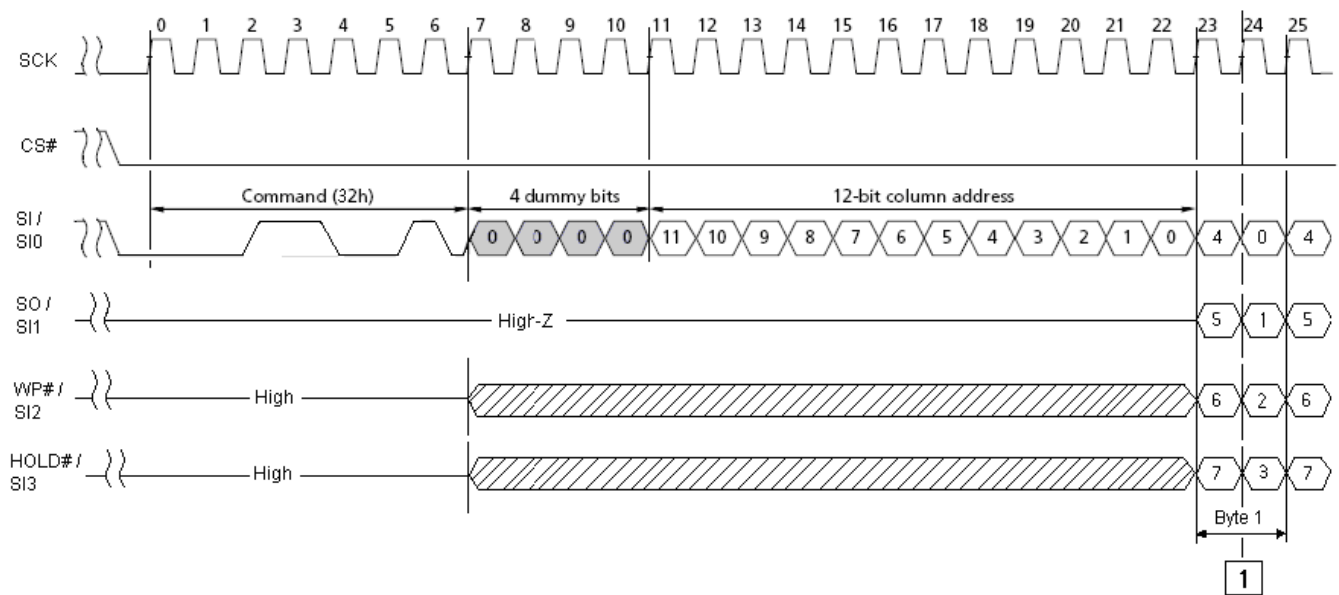 0 1 2 3 4 5 6 7 8 9 10 11 12 13 14 15 16 17 18 19 20 21 22 23 24 25
SCK
CS#
Command (32h) 4 dummy bits 12-bit column address
SI /
SI0
0 0 0 0 11 10 9 8 7 6 5 4 3 2 1 0 4 0 4
SO /
SI1
High-Z
5 1 5
WP# /
SI2
High
6 2 6
HOLD# /
SI3
High
7 3 7
Byte 1
1